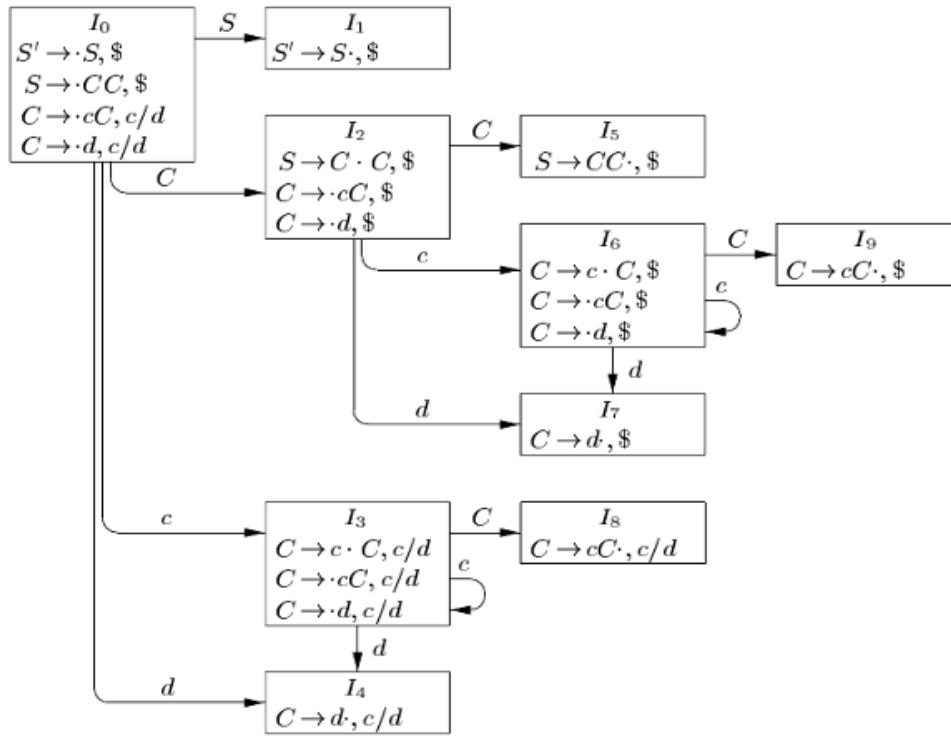 I₀
S' → ·S, $
S → ·CC, $
C → ·cC, c/d
C → ·d, c/d
S
I₁
S' → S·, $
C
I₂
S → C · C, $
C → ·cC, $
C → ·d, $
C
I₅
S → CC·, $
c
I₆
C → c · C, $
C → ·cC, $
C → ·d, $
C
I₉
C → cC·, $
c
d
d
I₇
C → d·, $
c
I₃
C → c · C, c/d
C → ·cC, c/d
C → ·d, c/d
C
I₈
C → cC·, c/d
c
d
d
I₄
C → d·, c/d